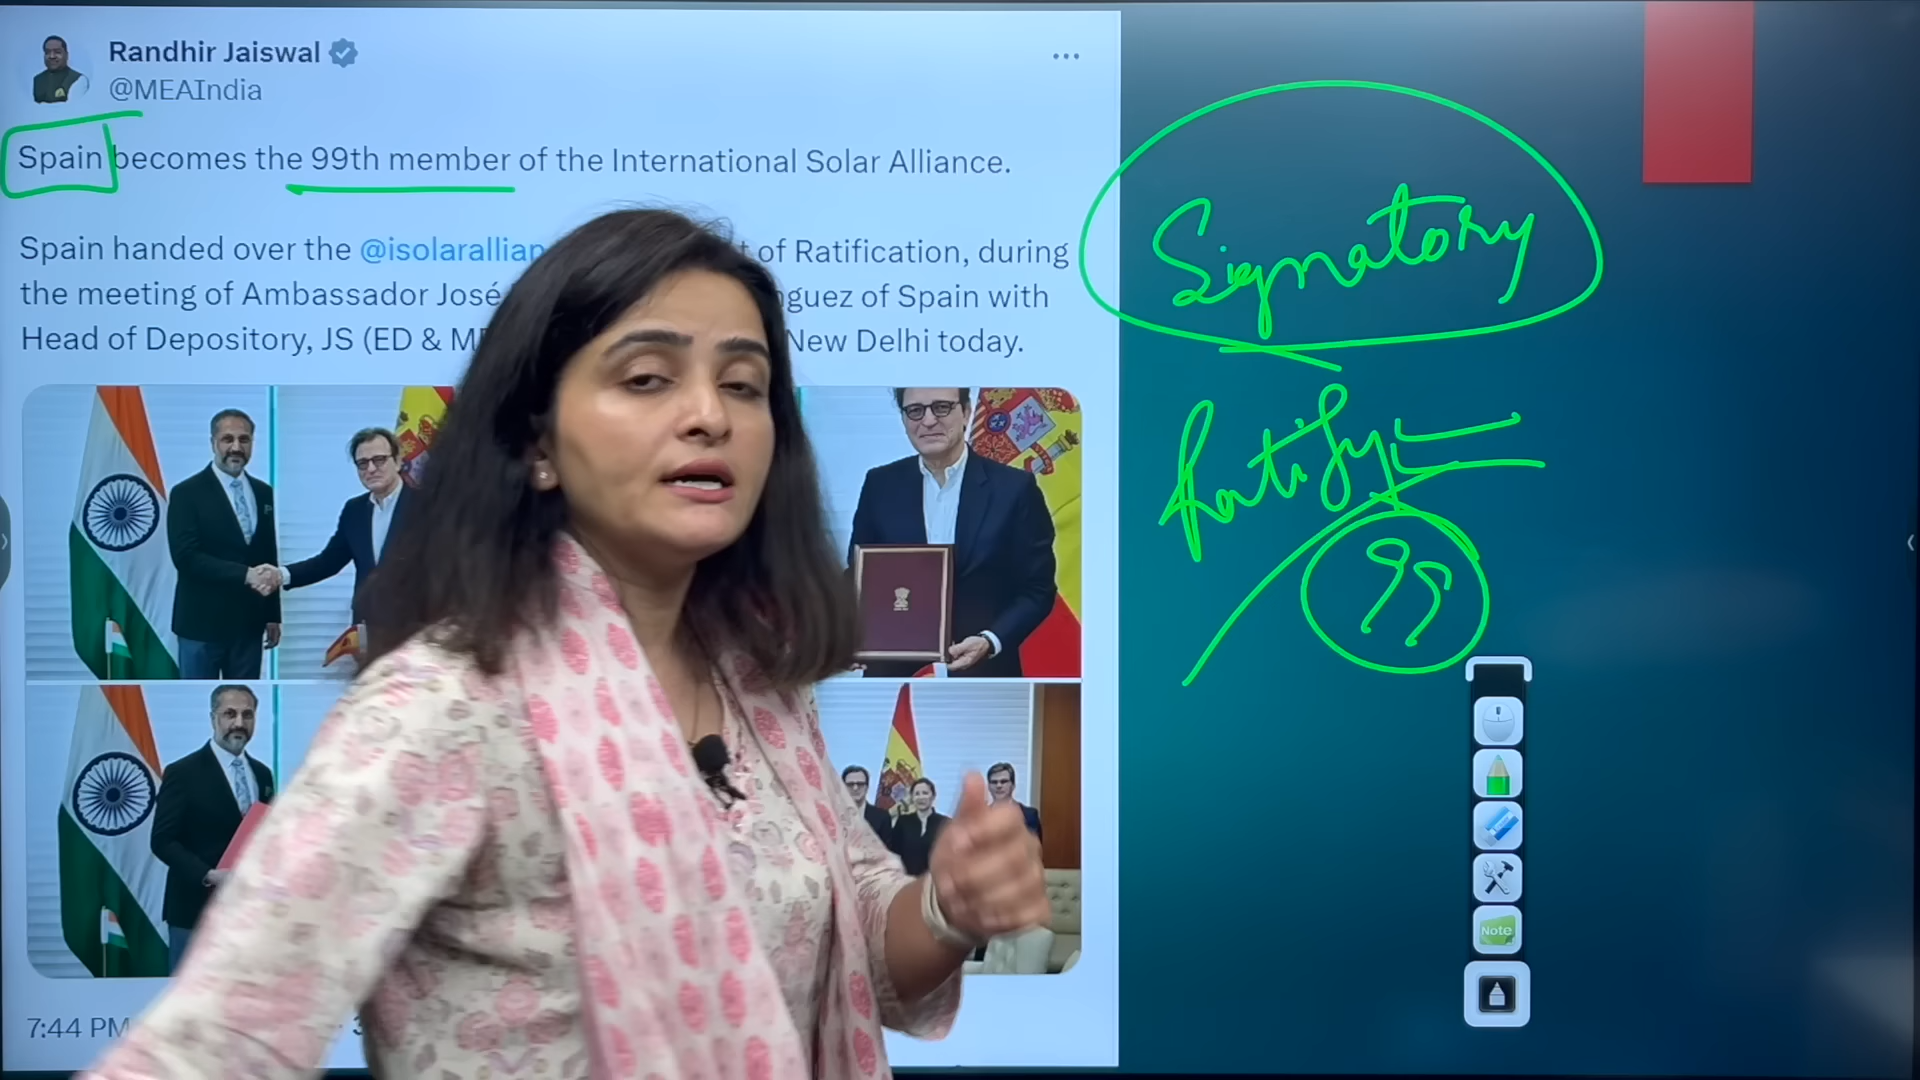 Randhir Jaiswal
@MEAIndia
Spain becomes the 99th member of the International Solar Alliance.
Spain handed over the @isolarallian of Ratification, during
the meeting of Ambassador José nguez of Spain with
Head of Depository, JS (ED & M New Delhi today.
7:44 PM
Signatory
Ratify
99
Note